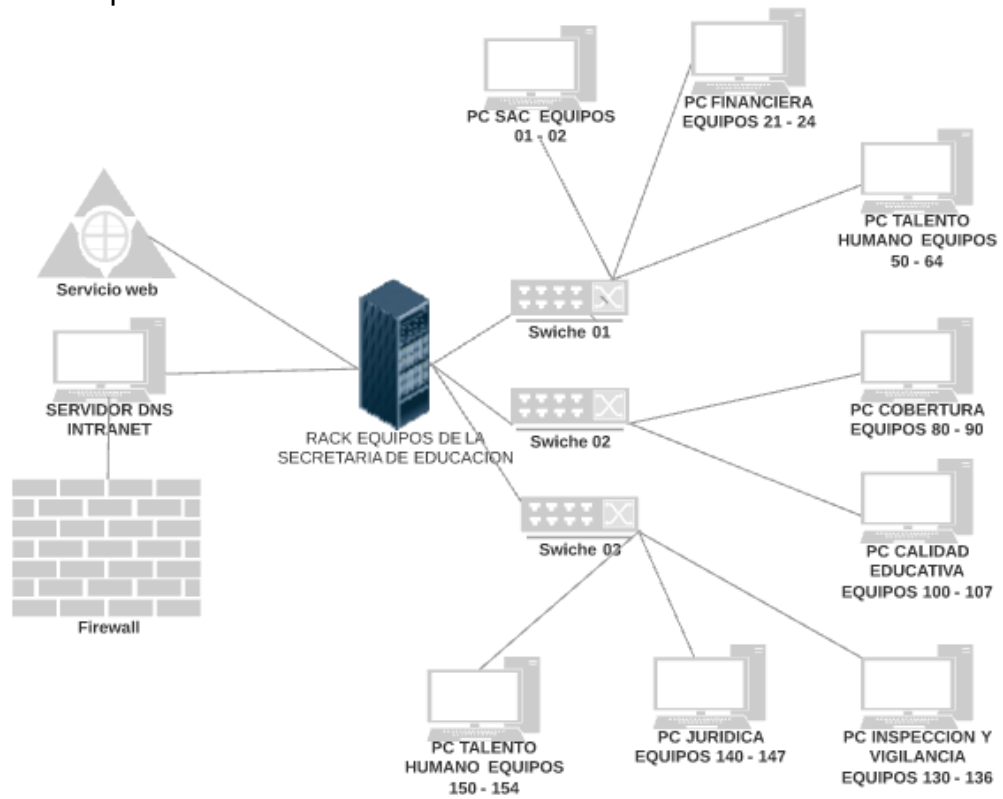 PC SAC EQUIPOS
01 - 02
PC FINANCIERA
EQUIPOS 21 - 24
PC TALENTO
HUMANO EQUIPOS
50 - 64
Servicio web
Swiche 01
SERVIDOR DNS
INTRANET
RACK EQUIPOS DE LA
SECRETARIA DE EDUCACION
Swiche 02
PC COBERTURA
EQUIPOS 80 - 90
Swiche 03
PC CALIDAD
EDUCATIVA
EQUIPOS 100 - 107
Firewall
PC TALENTO
HUMANO EQUIPOS
150 - 154
PC JURIDICA
EQUIPOS 140 - 147
PC INSPECCION Y
VIGILANCIA
EQUIPOS 130 - 136